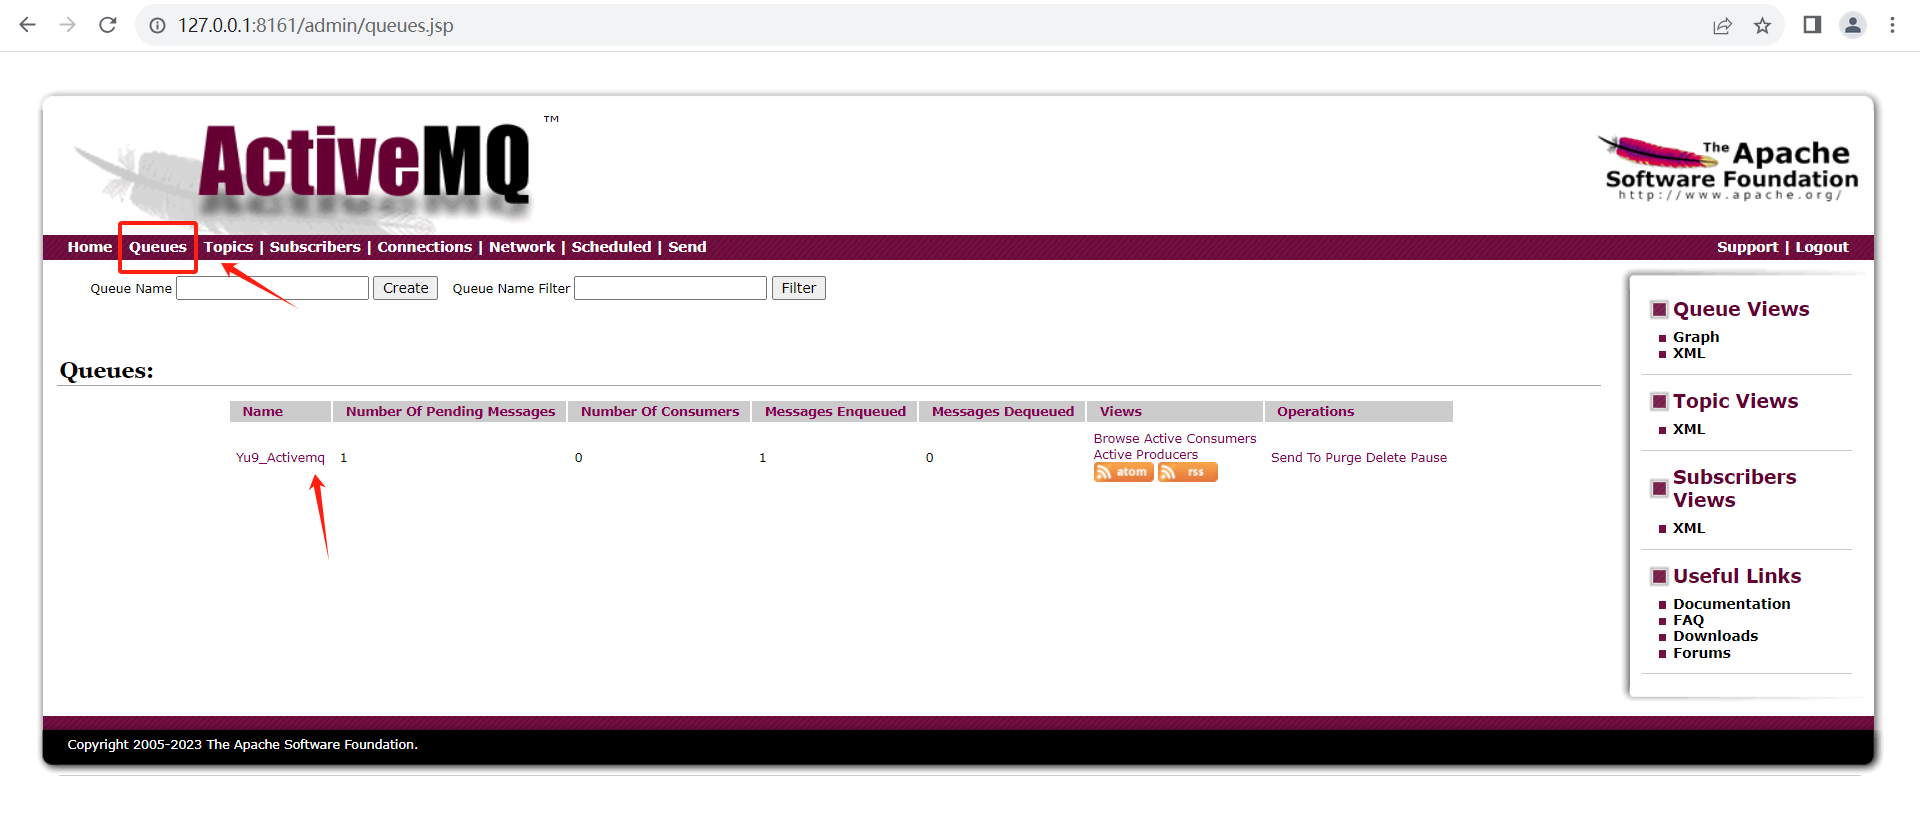 127.0.0.1:8161/admin/queues.jsp
ActiveMQ ™
The Apache
Software Foundation
http://www.apache.org/
Home Queues Topics | Subscribers | Connections | Network | Scheduled | Send Support | Logout
Queue Name Create Queue Name Filter Filter
Queues:
Name Number Of Pending Messages Number Of Consumers Messages Enqueued Messages Dequeued Views Operations
Yu9_Activemq 1 0 1 0 Browse Active Consumers
Active Producers
atom rss
Send To Purge Delete Pause
Queue Views
Graph
XML
Topic Views
XML
Subscribers
Views
XML
Useful Links
Documentation
FAQ
Downloads
Forums
Copyright 2005-2023 The Apache Software Foundation.